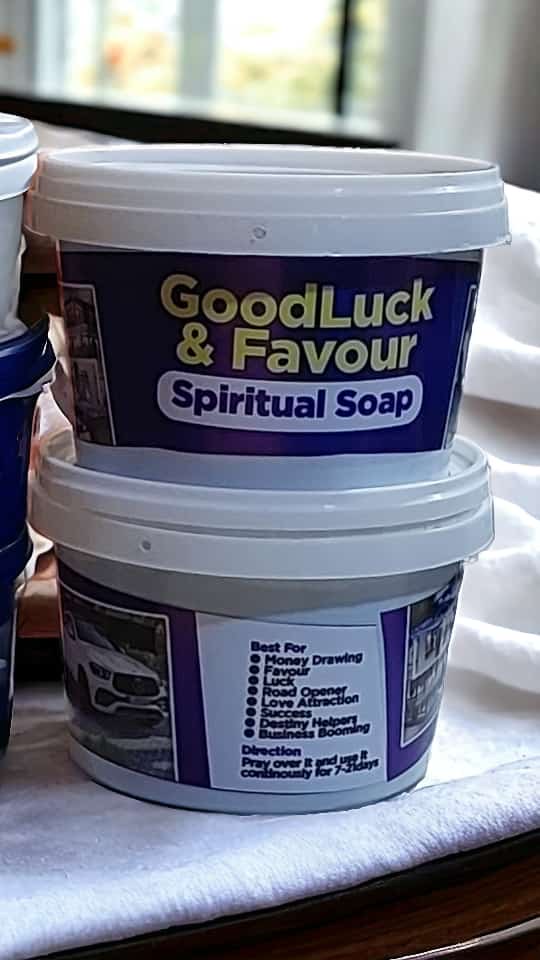 GoodLuck
& Favour
Spiritual Soap
Best For
● Money Drawing
● Favour
● Luck
● Road Opener
● Love Attraction
● Success
● Destiny Helpers
● Business Booming
Direction
Pray over it and use it
continously for 7-21days